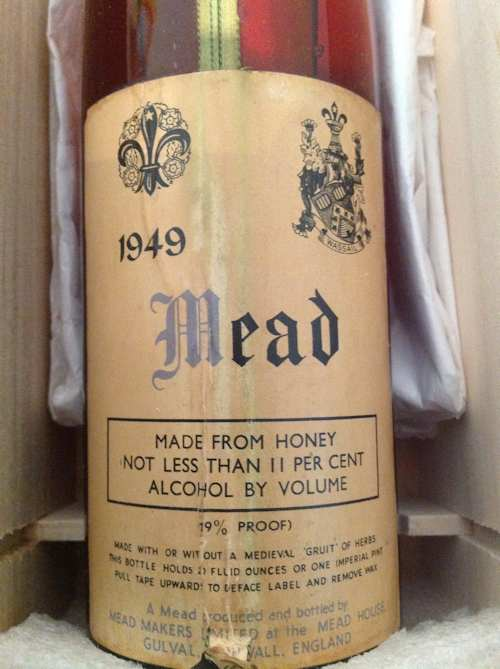 WASSAIL
1949
Mead
MADE FROM HONEY
NOT LESS THAN 11 PER CENT
ALCOHOL BY VOLUME
19% PROOF)
MADE WITH OR WITHOUT A MEDIEVAL 'GRUIT' OF HERBS
THIS BOTTLE HOLDS FLUID OUNCES OR ONE IMPERIAL PINT
PULL TAPE UPWARDS TO DEFACE LABEL AND REMOVE WAX
A Mead produced and bottled by
MEAD MAKERS LIMITED at the MEAD HOUSE
GULVAL, ENGLAND